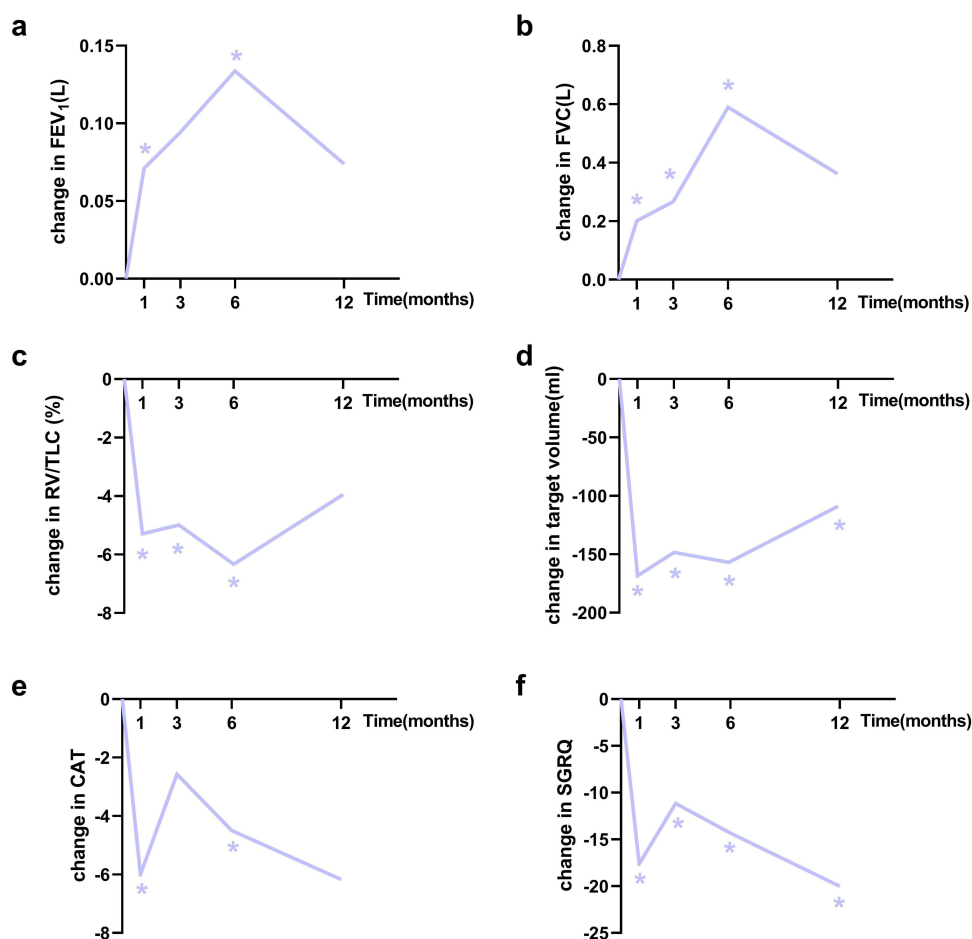 a
change in FEV₁(L)
0.15
0.10
0.05
0.00
*
*
1 3 6 12 Time(months)
b
change in FVC(L)
0.8
0.6
0.4
0.2
0.0
*
*
*
1 3 6 12 Time(months)
c
change in RV/TLC (%)
0
-2
-4
-6
-8
1 3 6 12 Time(months)
* * *
d
change in target volume(ml)
0
-50
-100
-150
-200
1 3 6 12 Time(months)
* * * *
e
change in CAT
0
-2
-4
-6
-8
1 3 6 12 Time(months)
* *
f
change in SGRQ
0
-5
-10
-15
-20
-25
1 3 6 12 Time(months)
* * * *